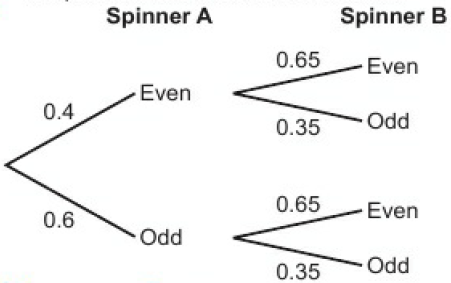 Spinner A Spinner B
0.65 Even
Even
0.4
0.35 Odd
0.65 Even
0.6
Odd
0.35 Odd